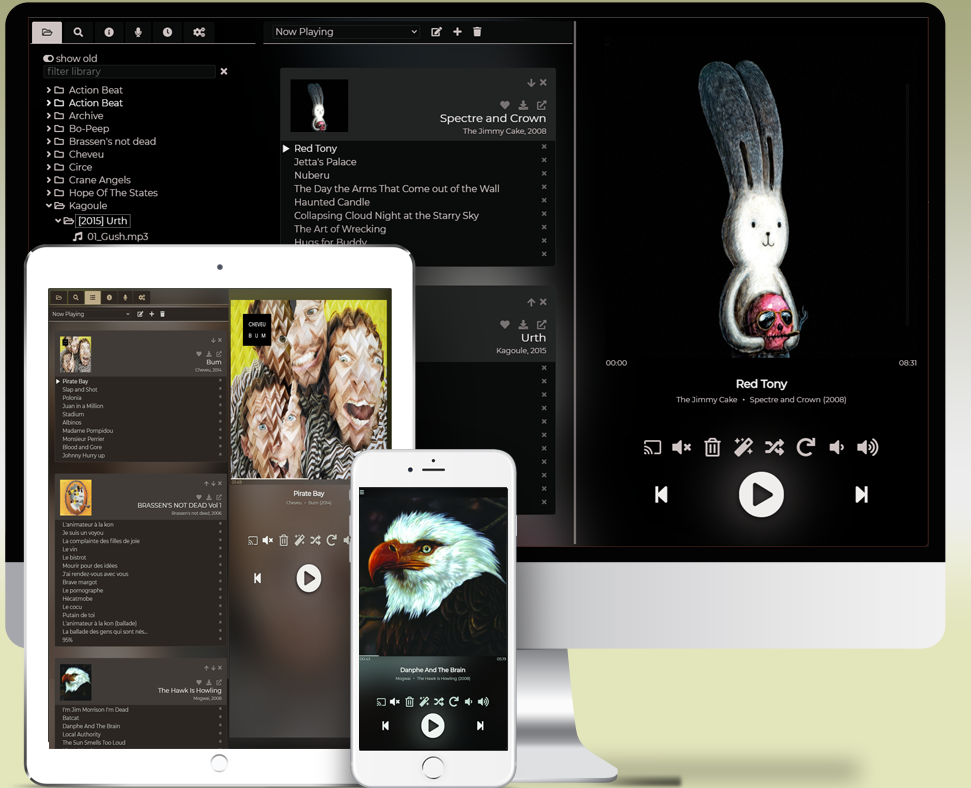 Now Playing
show old
filter library
Action Beat
Action Beat
Archive
Bo-Peep
Brassen's not dead
Cheveu
Circe
Crane Angels
Hope Of The States
Kagoule
[2015] Urth
01_Gush.mp3
Spectre and Crown
The Jimmy Cake, 2008
Red Tony
Jetta's Palace
Nuberu
The Day the Arms That Come out of the Wall
Haunted Candle
Collapsing Cloud Night at the Starry Sky
The Art of Wrecking
Hugs for Buddy
Urth
Kagoule, 2015
00:00
08:31
Red Tony
The Jimmy Cake • Spectre and Crown (2008)
Now Playing
Bum
Cheveu, 2014
Pirate Bay
Slap and Shot
Polonia
Juan in a Million
Stadium
Albinos
Madame Pompidou
Monsieur Perrier
Blood and Gore
Johnny Hurry up
BRASSEN'S NOT DEAD Vol 1
Brassen's not dead, 2006
L'animateur à la kon
Je suis un voyou
La complainte des filles de joie
Le vin
Le bistrot
Mourir pour des idées
J'ai rendez-vous avec vous
Brave margot
Le pornographe
Hécatmobe
Le cocu
Putain de toi
L'animateur à la kon (ballade)
La ballade des gens qui sont nés...
95%
The Hawk Is Howling
Mogwai, 2008
I'm Jim Morrison I'm Dead
Batcat
Danphe And The Brain
Local Authority
The Sun Smells Too Loud
CHEVEU
BUM
Pirate Bay
Cheveu • Bum (2014)
00:00
05:19
Danphe And The Brain
Mogwai • The Hawk Is Howling (2008)